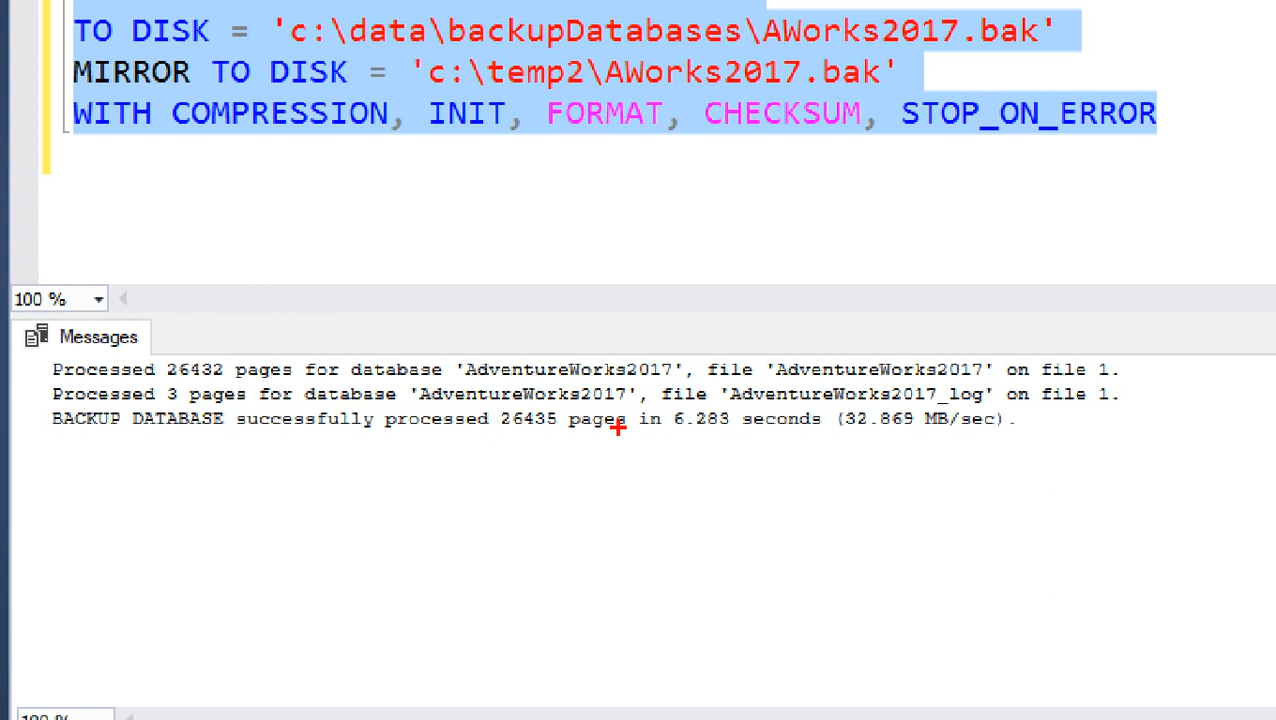 TO DISK = 'c:\data\backupDatabases\AWorks2017.bak'
MIRROR TO DISK = 'c:\temp2\AWorks2017.bak'
WITH COMPRESSION, INIT, FORMAT, CHECKSUM, STOP_ON_ERROR
100 %
Messages
Processed 26432 pages for database 'AdventureWorks2017', file 'AdventureWorks2017' on file 1.
Processed 3 pages for database 'AdventureWorks2017', file 'AdventureWorks2017_log' on file 1.
BACKUP DATABASE successfully processed 26435 pages in 6.283 seconds (32.869 MB/sec).
100 %